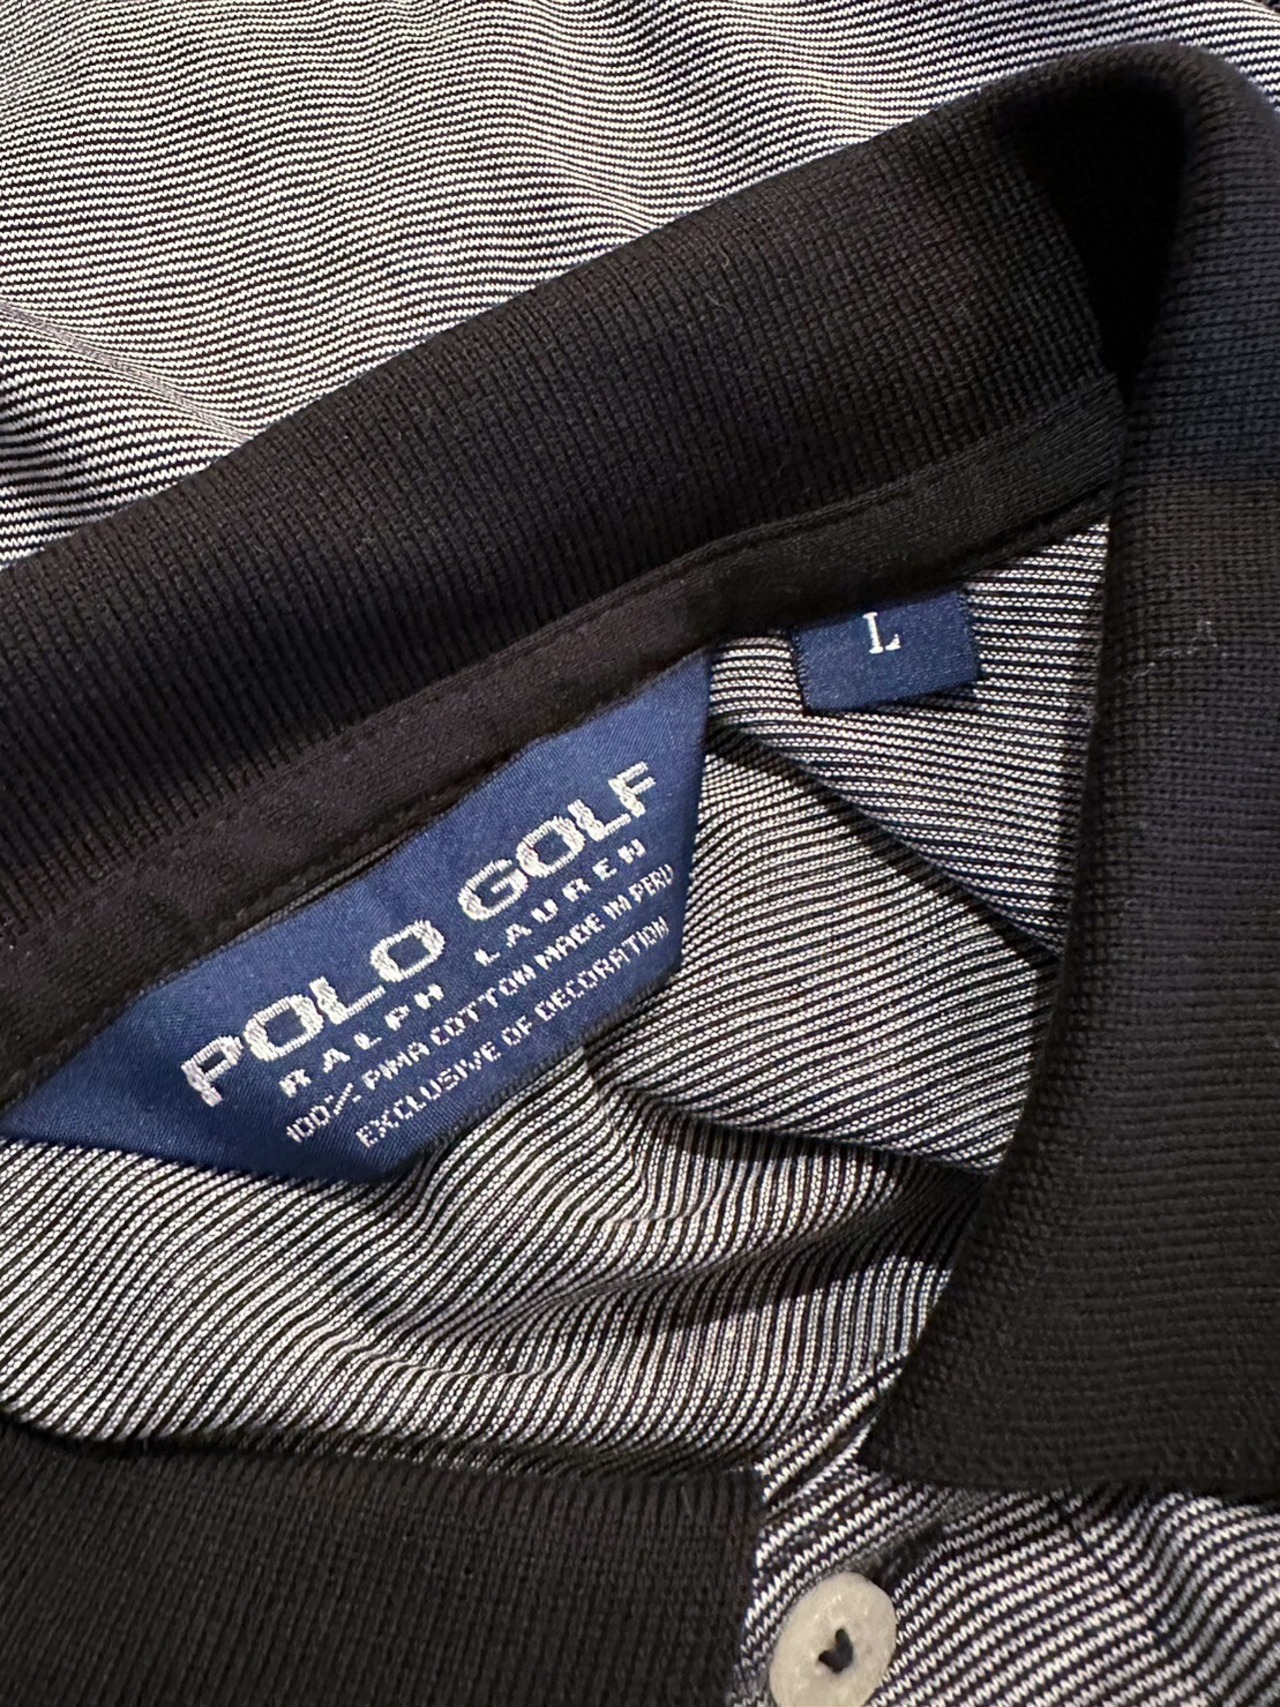 L
POLO GOLF
RALPH LAUREN
100% PIMA COTTON MADE IN PERU
EXCLUSIVE OF DECORATION